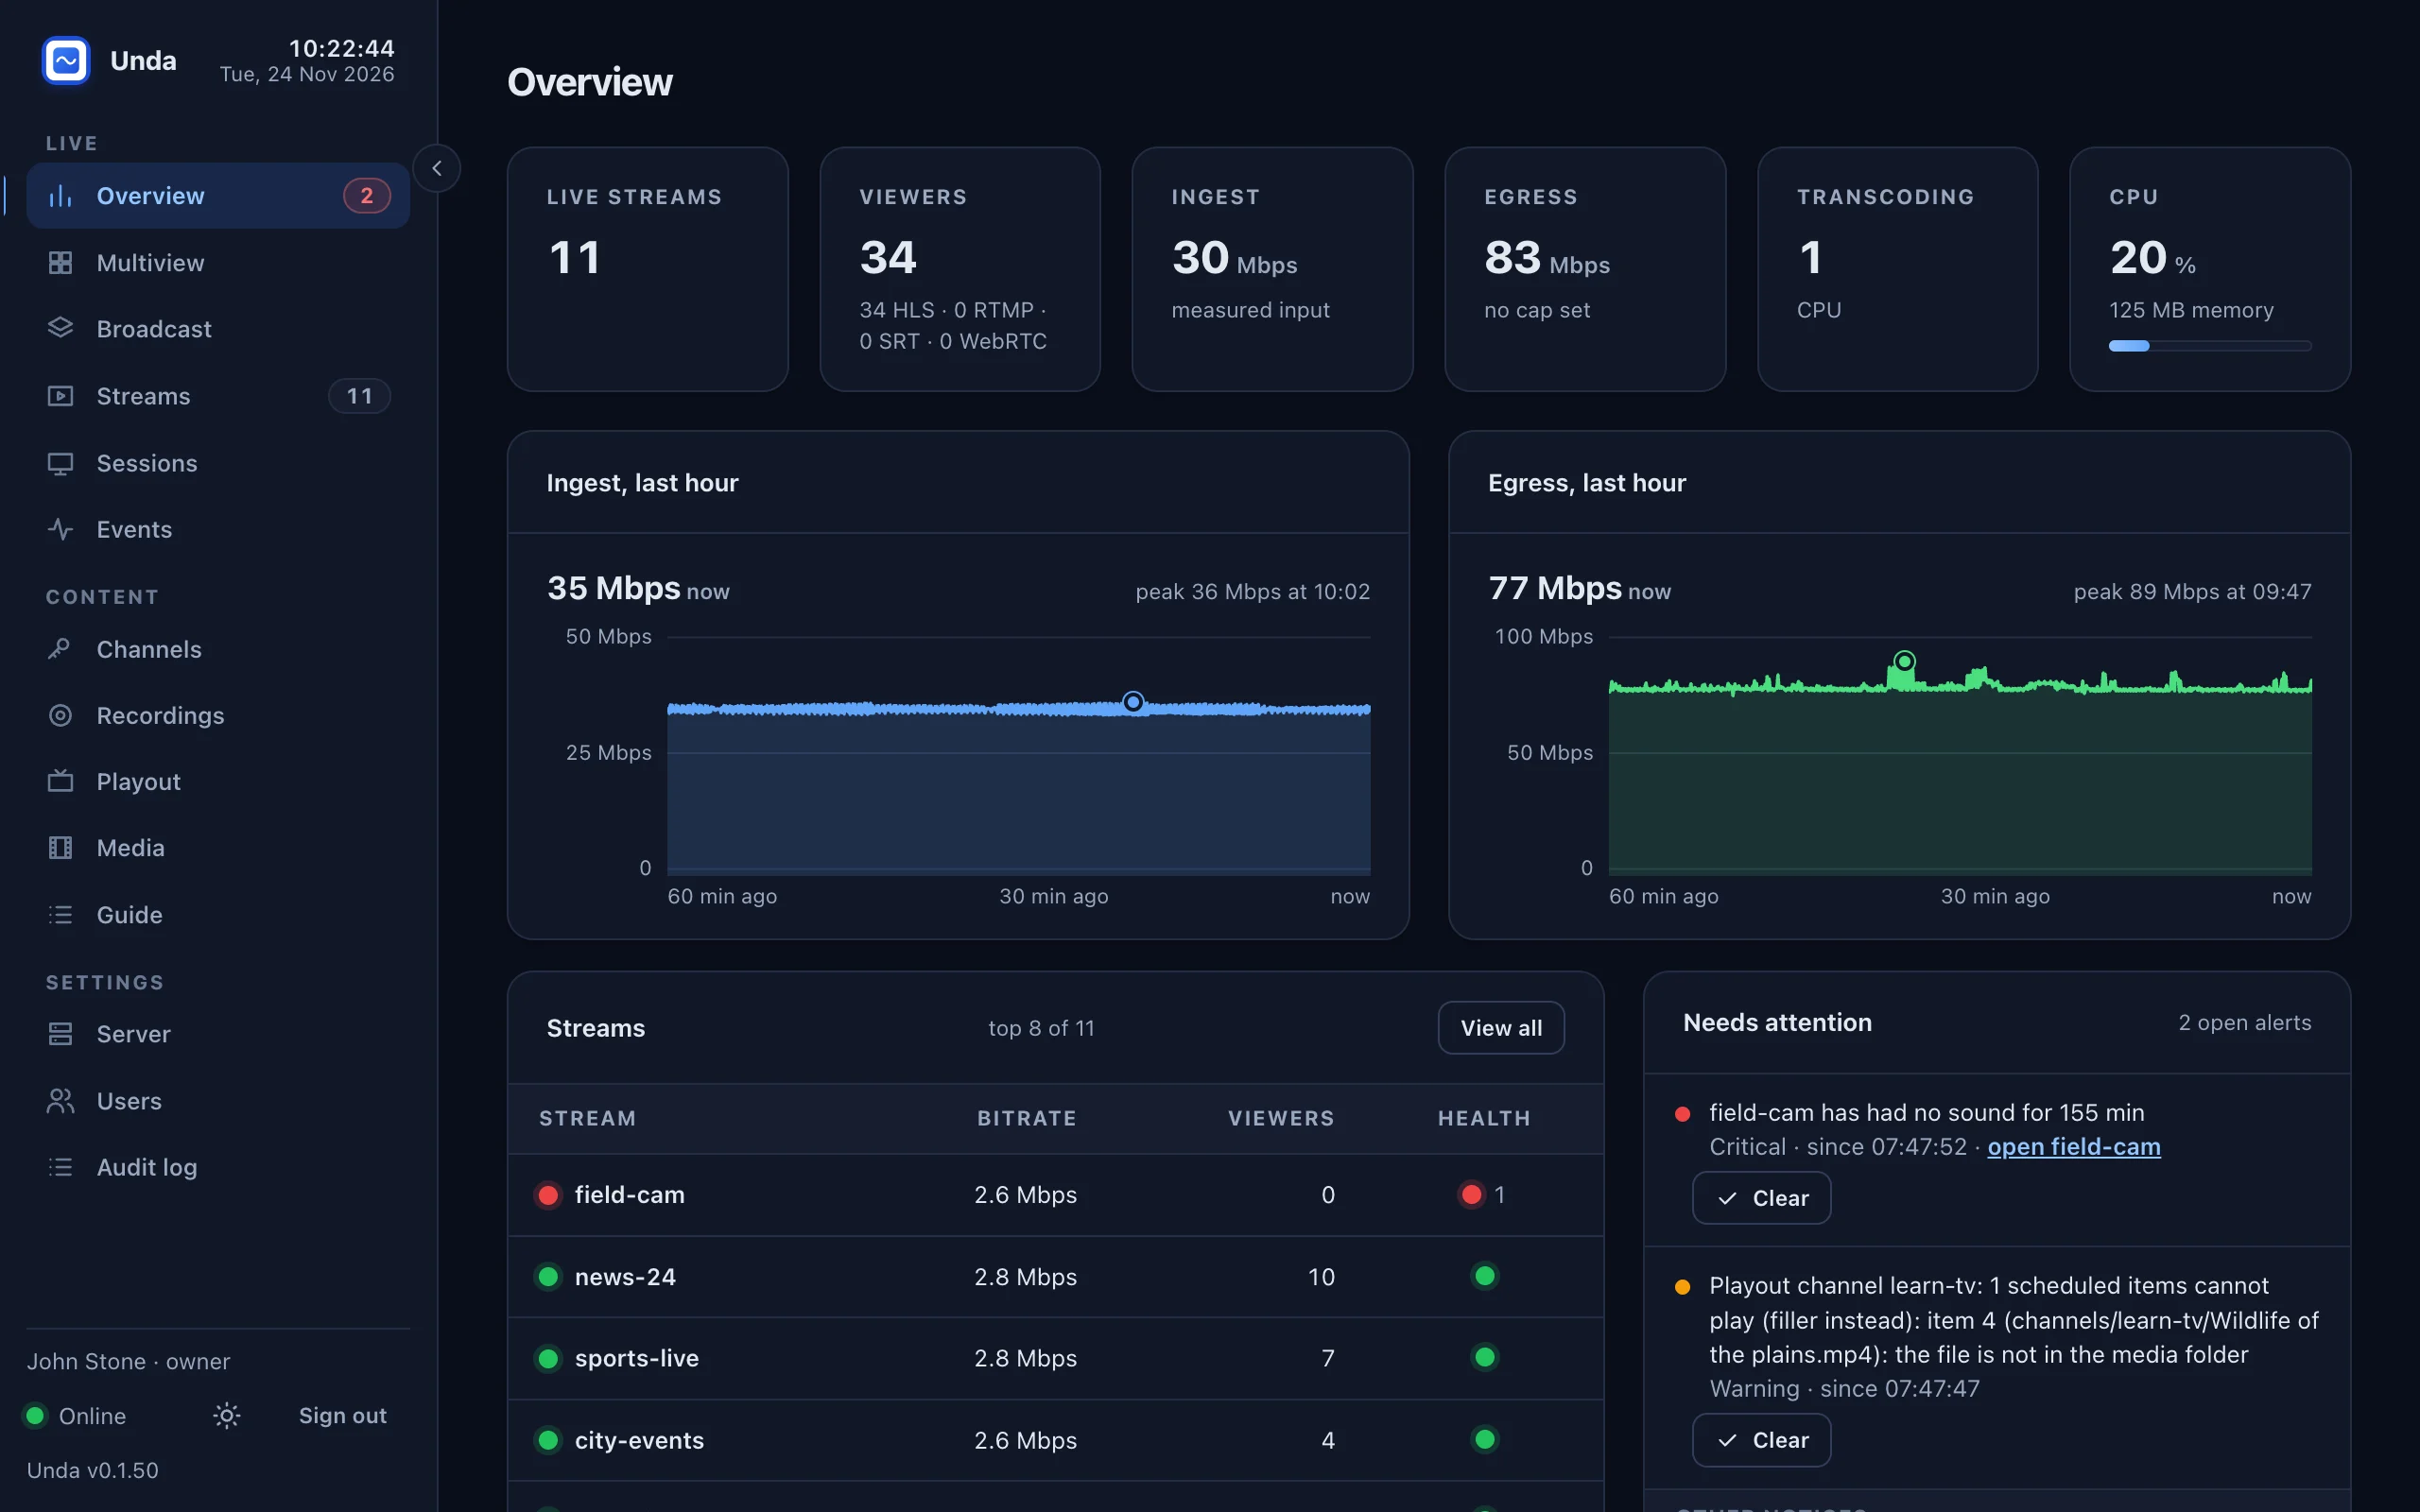 Unda
10:22:44
Tue, 24 Nov 2026
LIVE
Overview 2
Multiview
Broadcast
Streams 11
Sessions
Events
CONTENT
Channels
Recordings
Playout
Media
Guide
SETTINGS
Server
Users
Audit log
John Stone · owner
Online
Sign out
Unda v0.1.50
Overview
LIVE STREAMS
11
VIEWERS
34
34 HLS · 0 RTMP ·
0 SRT · 0 WebRTC
INGEST
30 Mbps
measured input
EGRESS
83 Mbps
no cap set
TRANSCODING
1
CPU
CPU
20 %
125 MB memory
Ingest, last hour
35 Mbps now
peak 36 Mbps at 10:02
50 Mbps
25 Mbps
0
60 min ago
30 min ago
now
Egress, last hour
77 Mbps now
peak 89 Mbps at 09:47
100 Mbps
50 Mbps
0
60 min ago
30 min ago
now
Streams
top 8 of 11
View all
STREAM BITRATE VIEWERS HEALTH
field-cam 2.6 Mbps 0 1
news-24 2.8 Mbps 10
sports-live 2.8 Mbps 7
city-events 2.6 Mbps 4
Needs attention
2 open alerts
field-cam has had no sound for 155 min
Critical · since 07:47:52 · open field-cam
Clear
Playout channel learn-tv: 1 scheduled items cannot
play (filler instead): item 4 (channels/learn-tv/Wildlife of
the plains.mp4): the file is not in the media folder
Warning · since 07:47:47
Clear